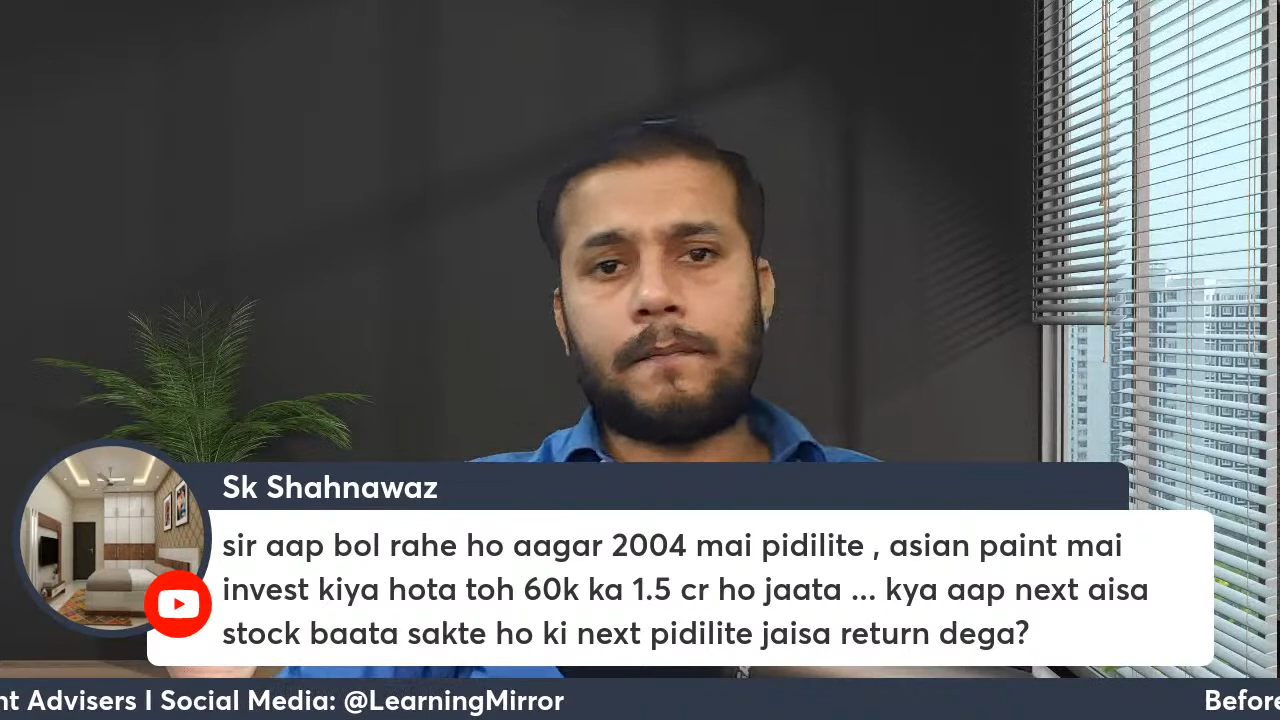 Sk Shahnawaz
sir aap bol rahe ho aagar 2004 mai pidilite , asian paint mai
invest kiya hota toh 60k ka 1.5 cr ho jaata ... kya aap next aisa
stock baata sakte ho ki next pidilite jaisa return dega?
nt Advisers I Social Media: @LearningMirror
Before